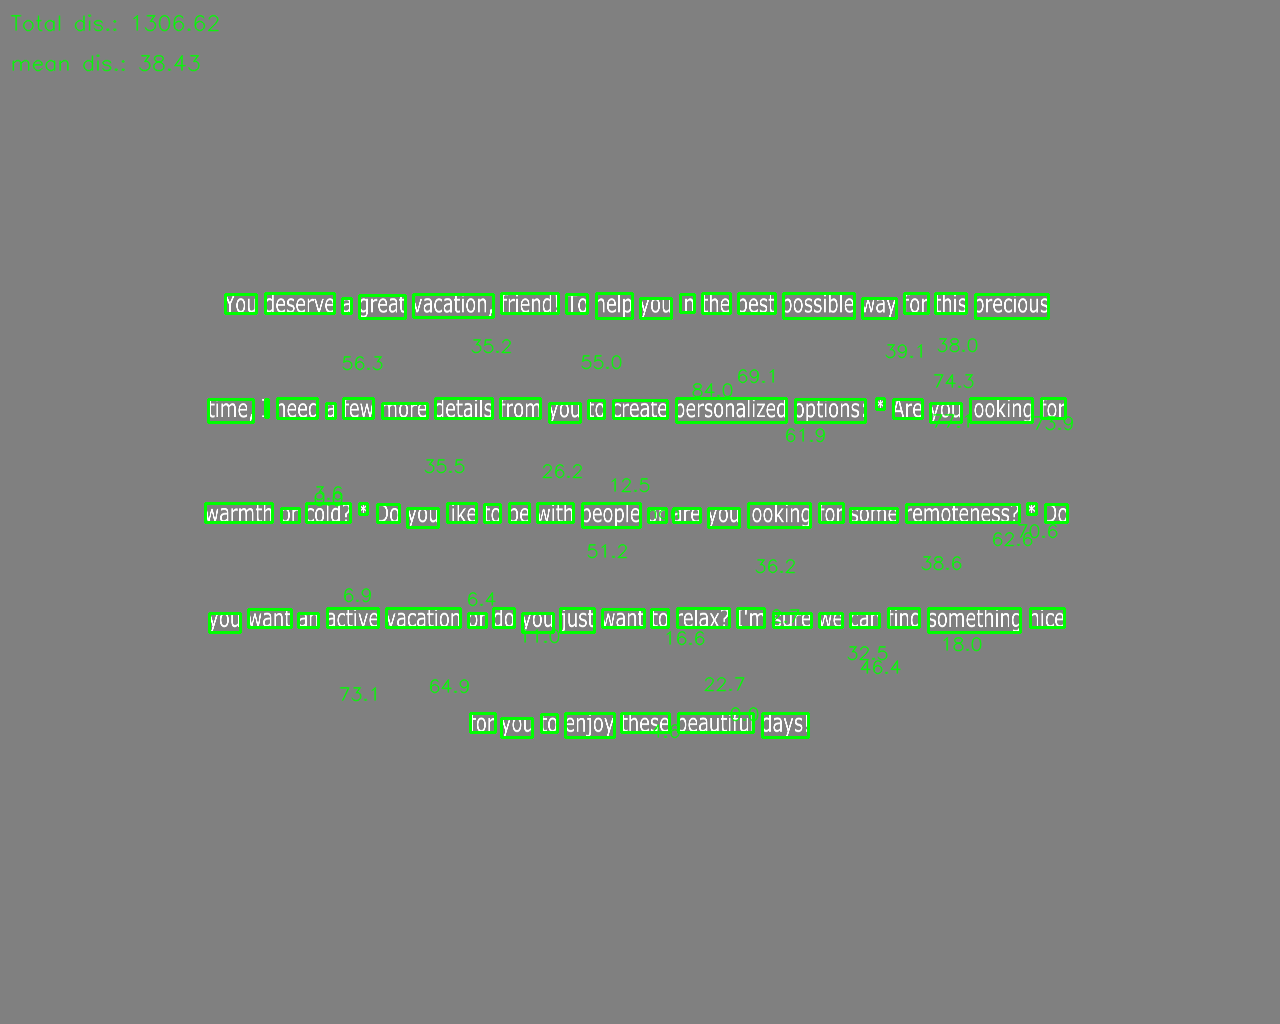 Total dis.: 1306.62
mean dis.: 38.43
You deserve a great vacation, friend! To help you in the best possible way for this precious
56.3 35.2 55.0 84.0 69.1 39.1 38.0 74.3
time, I need a few more details from you to create personalized options: * Are you looking for
61.9 73.9
35.5 26.2 12.5
warmth or cold? * Do you like to be with people or are you looking for some remoteness? * Do
51.2 36.2 38.6 62.6 70.6
6.9 6.4
you want an active vacation or do you just want to relax? I'm sure we can find something nice
11.0 16.6 32.5 46.4 18.0
73.1 64.9 22.7
for you to enjoy these beautiful days!